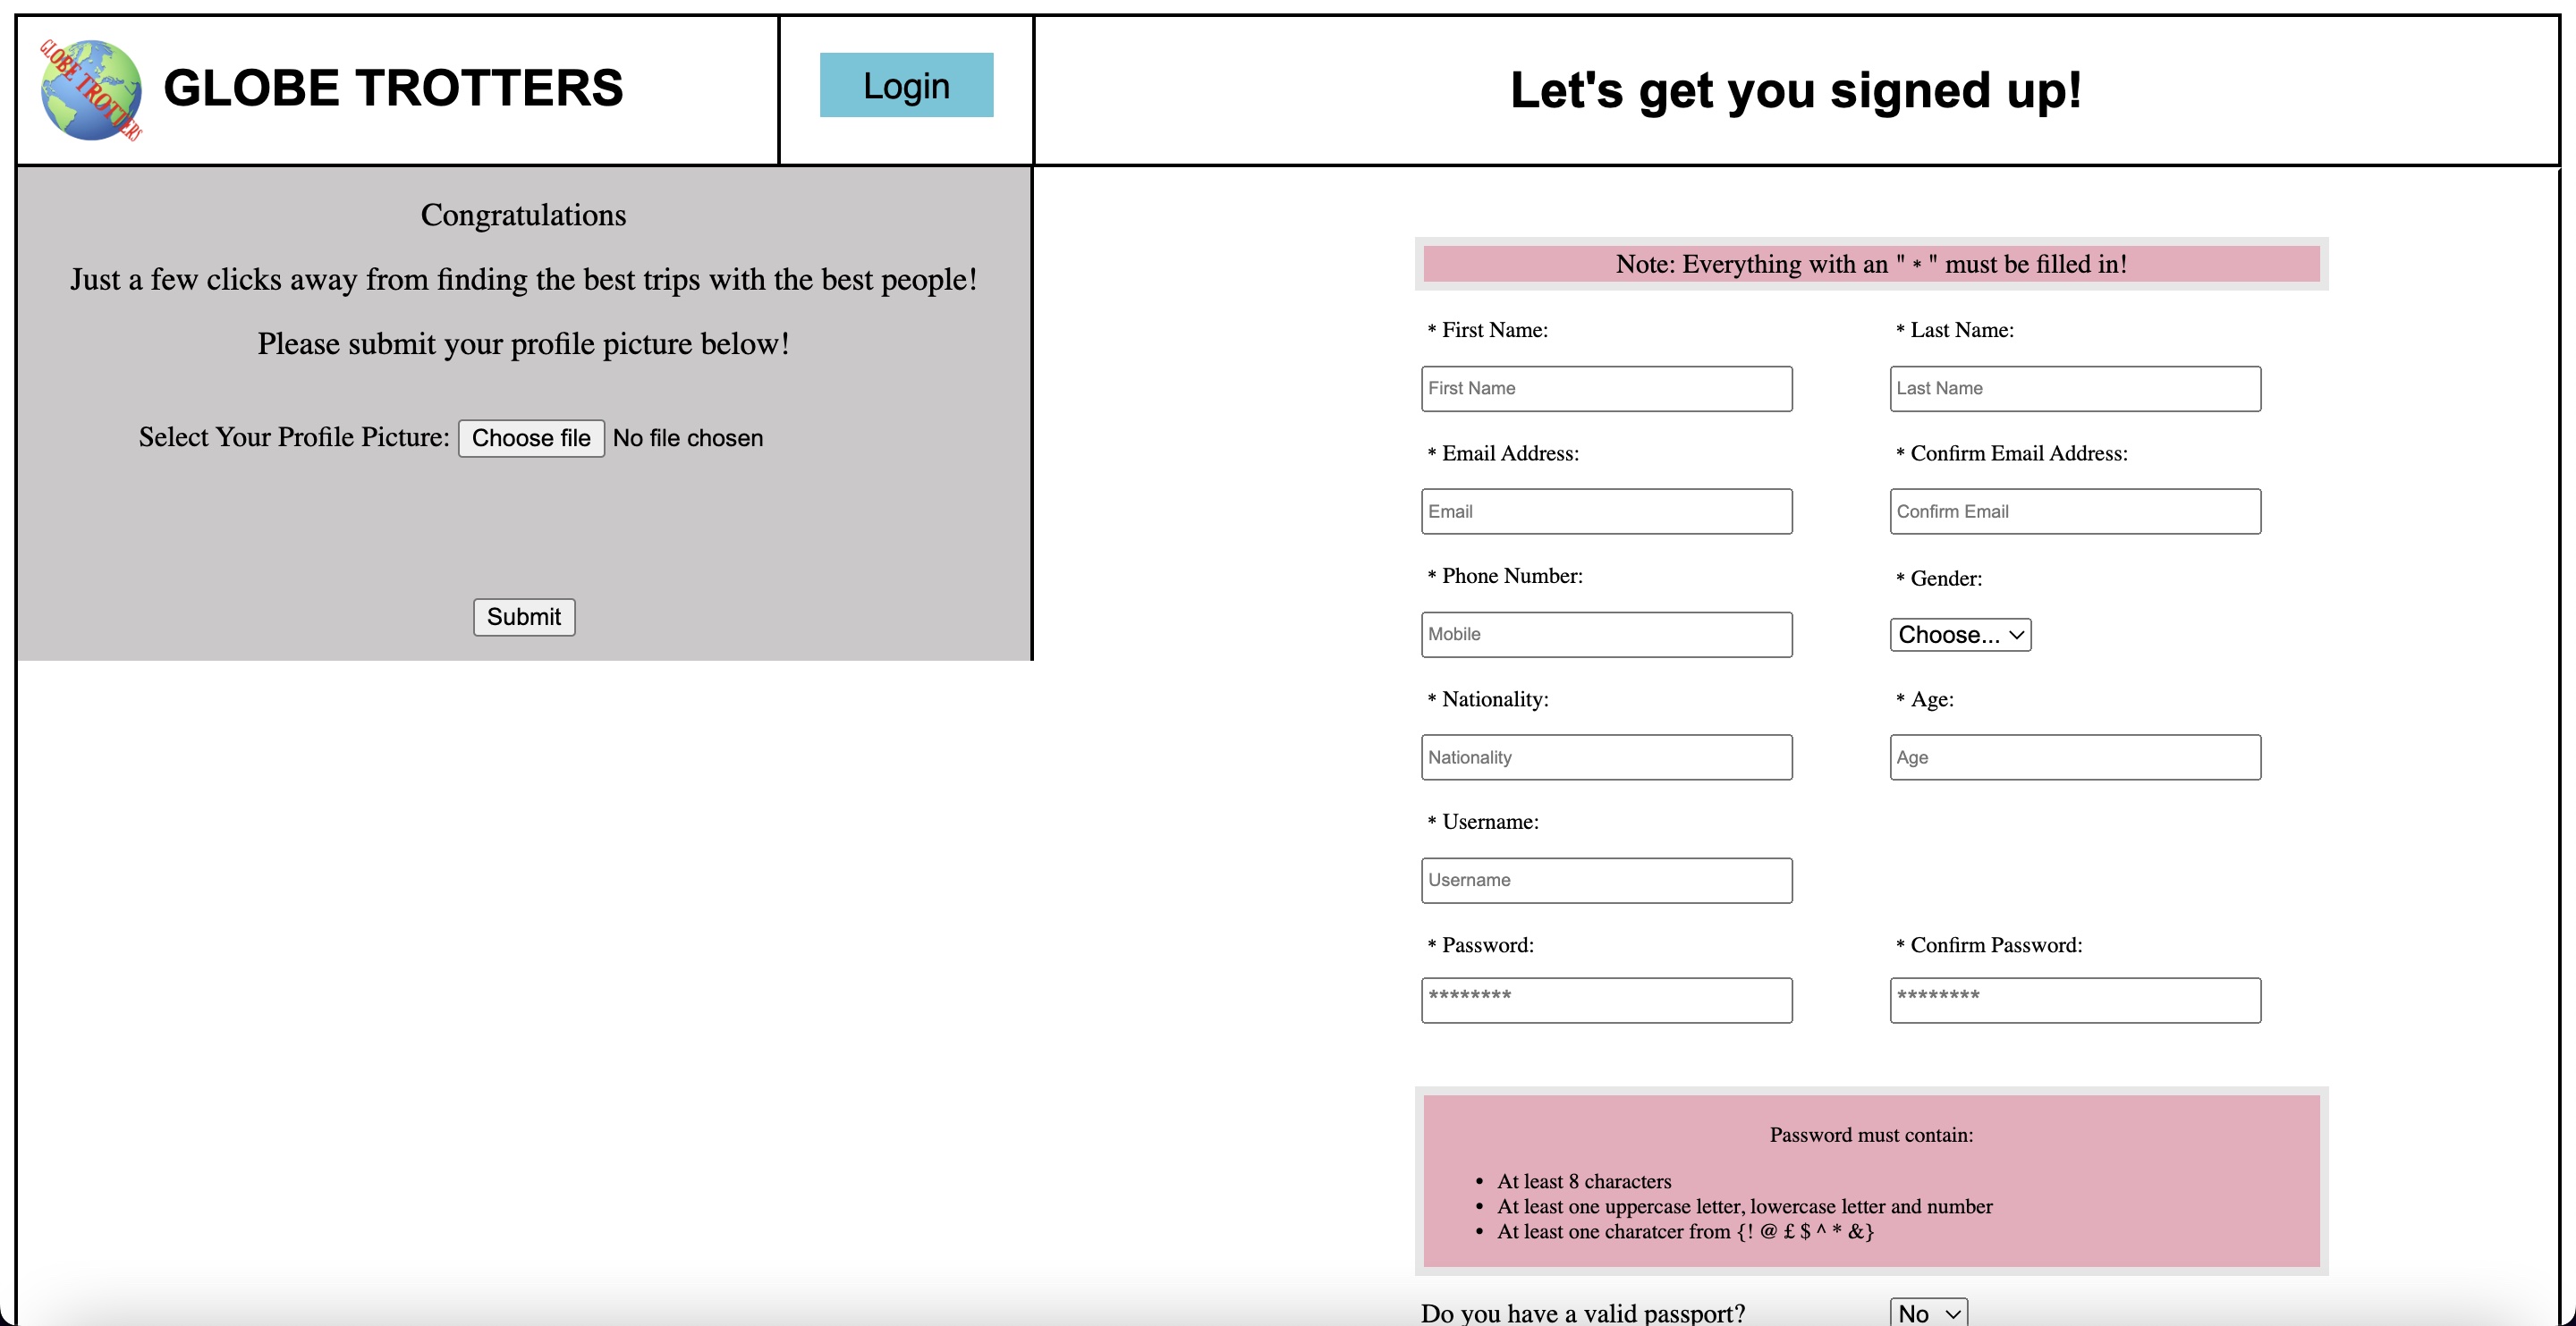 GLOBE TROTTERS
GLOBE TROTTERS
Login
Let's get you signed up!
Congratulations
Just a few clicks away from finding the best trips with the best people!
Please submit your profile picture below!
Select Your Profile Picture: Choose file No file chosen
Submit
Note: Everything with an " * " must be filled in!
* First Name:
* Last Name:
First Name
Last Name
* Email Address:
* Confirm Email Address:
Email
Confirm Email
* Phone Number:
* Gender:
Mobile
Choose...
* Nationality:
* Age:
Nationality
Age
* Username:
Username
* Password:
* Confirm Password:
********
********
Password must contain:
• At least 8 characters
• At least one uppercase letter, lowercase letter and number
• At least one charatcer from {! @ £ $ ^ * &}
Do you have a valid passport?
No